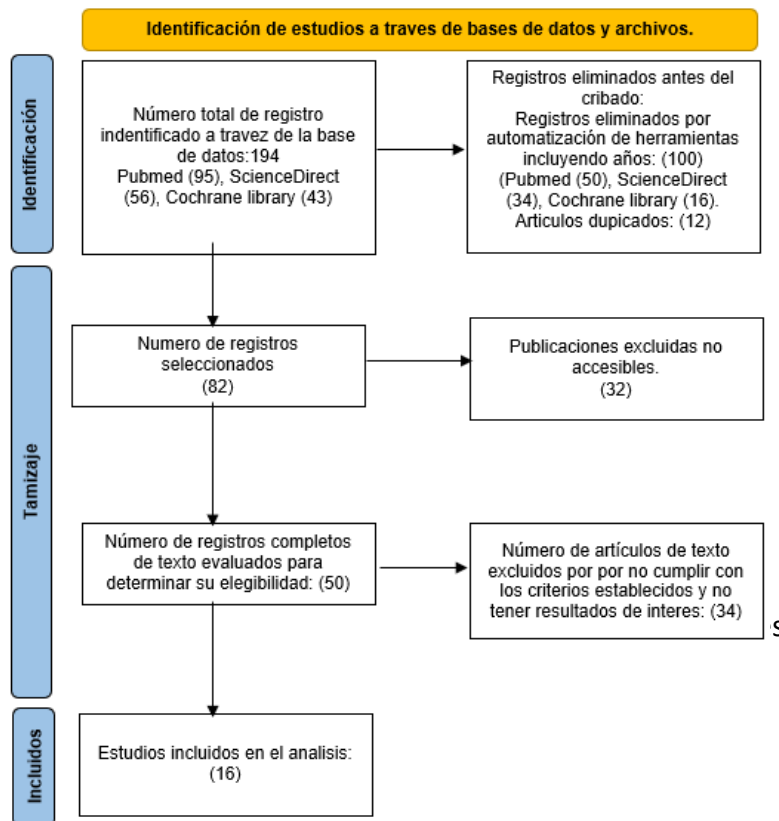 Identificación de estudios a traves de bases de datos y archivos.
Identificación
Número total de registro
indentificado a travez de la base
de datos:194
Pubmed (95), ScienceDirect
(56), Cochrane library (43)
Registros eliminados antes del
cribado:
Registros eliminados por
automatización de herramientas
incluyendo años: (100)
(Pubmed (50), ScienceDirect
(34), Cochrane library (16).
Articulos dupicados: (12)
Tamizaje
Numero de registros
seleccionados
(82)
Publicaciones excluidas no
accesibles.
(32)
Número de registros completos
de texto evaluados para
determinar su elegibilidad: (50)
Número de artículos de texto
excluidos por por no cumplir con
los criterios establecidos y no
tener resultados de interes: (34)
Incluidos
Estudios incluidos en el analisis:
(16)